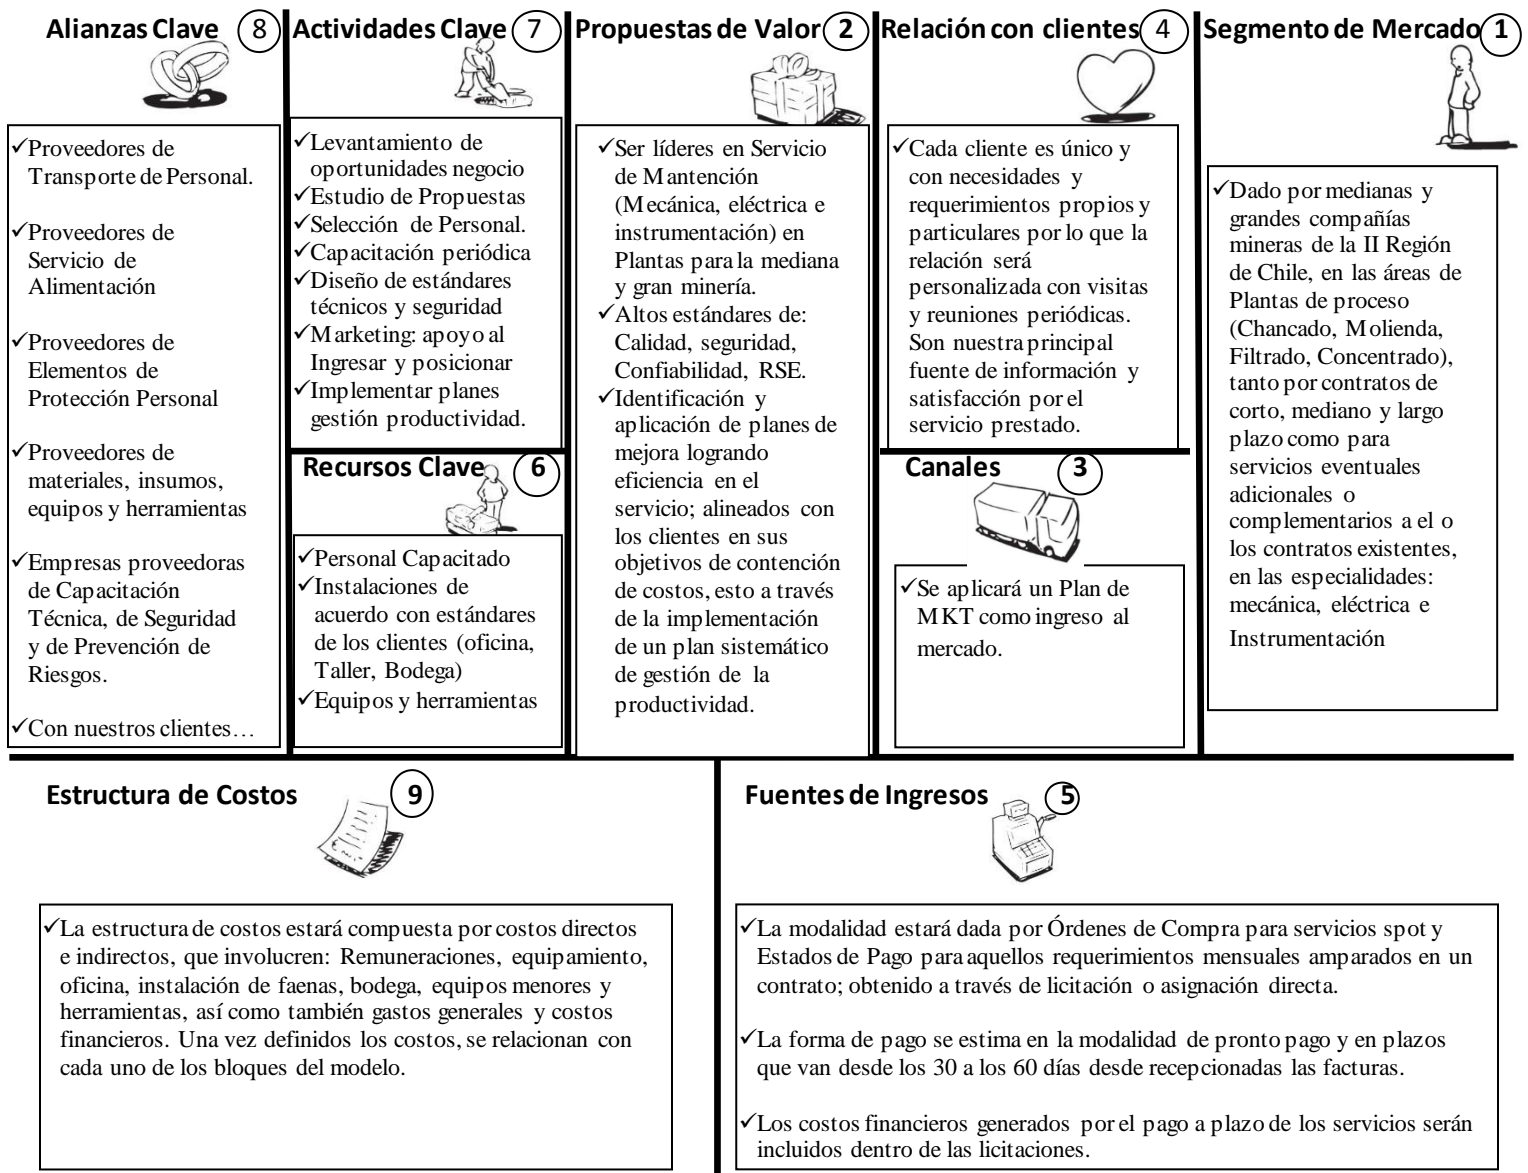 Alianzas Clave 8
✓Proveedores de
Transporte de Personal.
✓Proveedores de
Servicio de
Alimentación
✓Proveedores de
Elementos de
Protección Personal
✓Proveedores de
materiales, insumos,
equipos y herramientas
✓Empresas proveedoras
de Capacitación
Técnica, de Seguridad
y de Prevención de
Riesgos.
✓Con nuestros clientes…
Actividades Clave 7
✓Levantamiento de
oportunidades negocio
✓Estudio de Propuestas
✓Selección de Personal.
✓Capacitación periódica
✓Diseño de estándares
técnicos y seguridad
✓Marketing: apoyo al
Ingresar y posicionar
✓Implementar planes
gestión productividad.
Recursos Clave 6
✓Personal Capacitado
✓Instalaciones de
acuerdo con estándares
de los clientes (oficina,
Taller, Bodega)
✓Equipos y herramientas
Propuestas de Valor 2
✓Ser líderes en Servicio
de Mantención
(Mecánica, eléctrica e
instrumentación) en
Plantas para la mediana
y gran minería.
✓Altos estándares de:
Calidad, seguridad,
Confiabilidad, RSE.
✓Identificación y
aplicación de planes de
mejora logrando
eficiencia en el
servicio; alineados con
los clientes en sus
objetivos de contención
de costos, esto a través
de la implementación
de un plan sistemático
de gestión de la
productividad.
Relación con clientes 4
✓Cada cliente es único y
con necesidades y
requerimientos propios y
particulares por lo que la
relación será
personalizada con visitas
y reuniones periódicas.
Son nuestra principal
fuente de información y
satisfacción por el
servicio prestado.
Canales 3
✓Se aplicará un Plan de
MKT como ingreso al
mercado.
Segmento de Mercado 1
✓Dado por medianas y
grandes compañías
mineras de la II Región
de Chile, en las áreas de
Plantas de proceso
(Chancado, Molienda,
Filtrado, Concentrado),
tanto por contratos de
corto, mediano y largo
plazo como para
servicios eventuales
adicionales o
complementarios a el o
los contratos existentes,
en las especialidades:
mecánica, eléctrica e
Instrumentación
Estructura de Costos 9
✓La estructura de costos estará compuesta por costos directos
e indirectos, que involucren: Remuneraciones, equipamiento,
oficina, instalación de faenas, bodega, equipos menores y
herramientas, así como también gastos generales y costos
financieros. Una vez definidos los costos, se relacionan con
cada uno de los bloques del modelo.
Fuentes de Ingresos 5
✓La modalidad estará dada por Órdenes de Compra para servicios spot y
Estados de Pago para aquellos requerimientos mensuales amparados en un
contrato; obtenido a través de licitación o asignación directa.
✓La forma de pago se estima en la modalidad de pronto pago y en plazos
que van desde los 30 a los 60 días desde recepcionadas las facturas.
✓Los costos financieros generados por el pago a plazo de los servicios serán
incluidos dentro de las licitaciones.